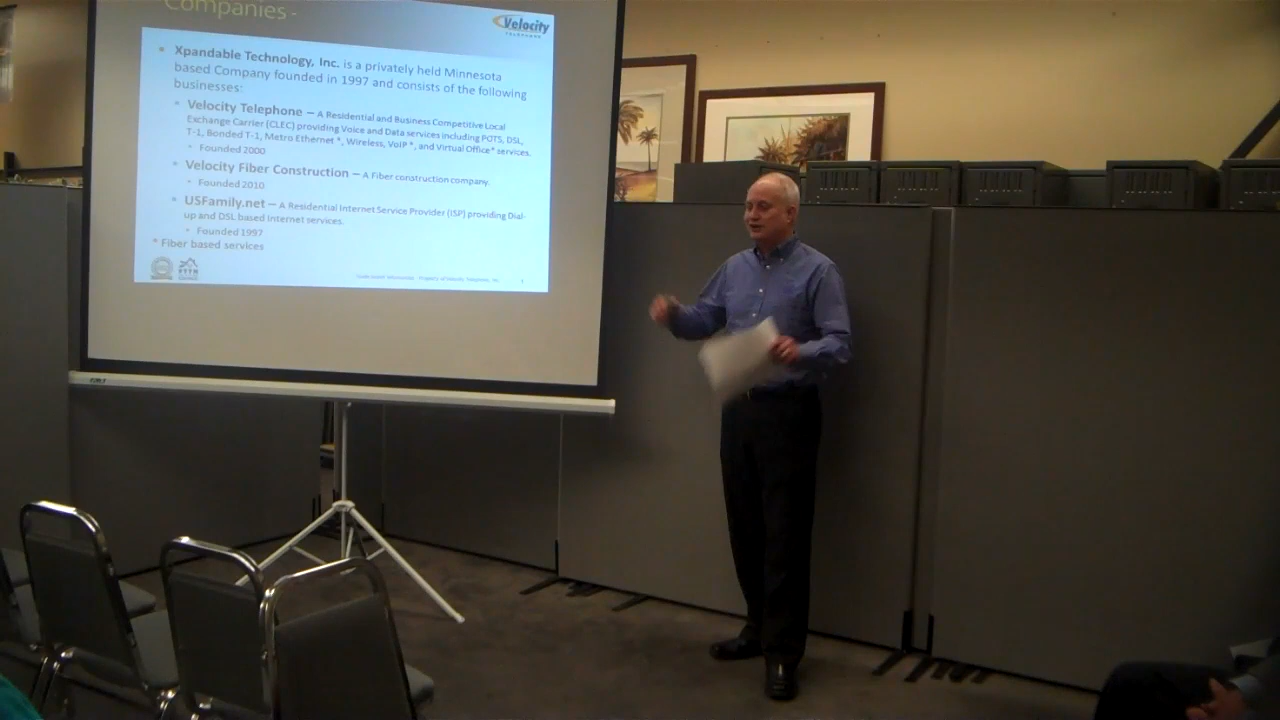 Companies -
Velocity
TELEPHONE
• Xpandable Technology, Inc. is a privately held Minnesota
based Company founded in 1997 and consists of the following
businesses:
• Velocity Telephone – A Residential and Business Competitive Local
Exchange Carrier (CLEC) providing Voice and Data services including POTS, DSL,
T-1, Bonded T-1, Metro Ethernet *, Wireless, VoIP *, and Virtual Office* services.
• Founded 2000
• Velocity Fiber Construction – A Fiber construction company.
• Founded 2010
• USFamily.net – A Residential Internet Service Provider (ISP) providing Dial-
up and DSL based Internet services.
• Founded 1997
* Fiber based services
FTTH